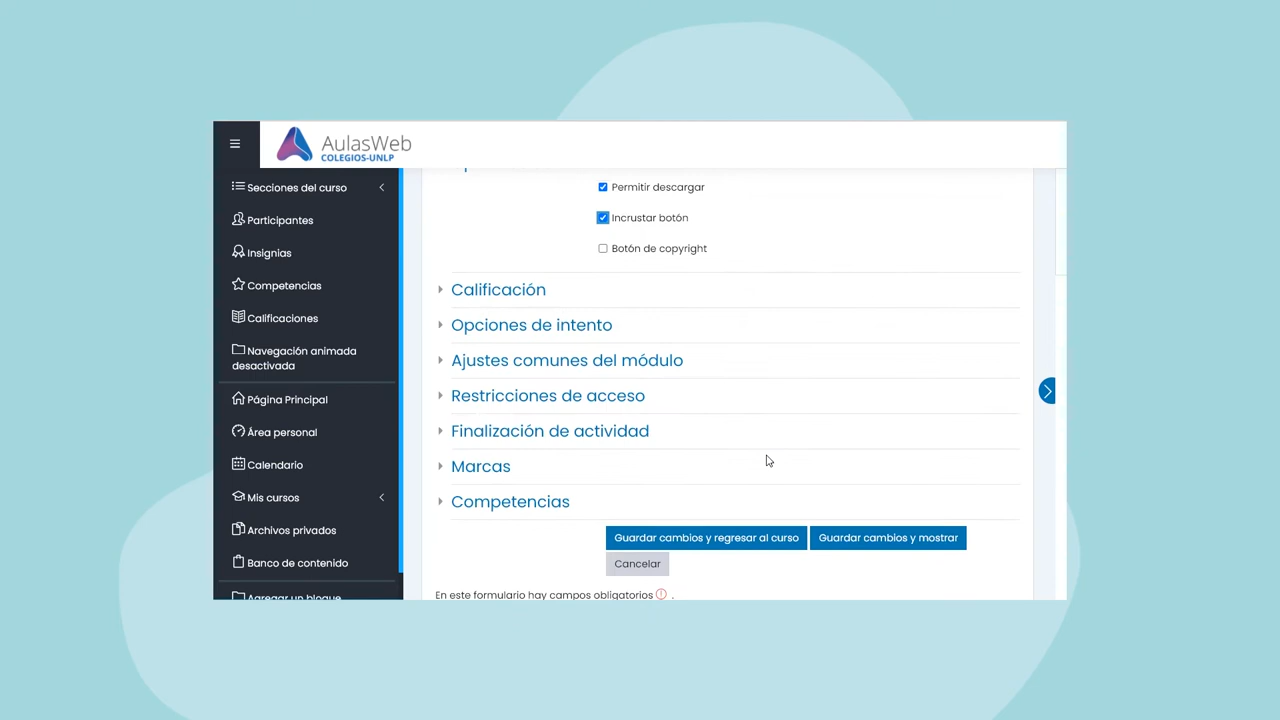 AulasWeb
COLEGIOS-UNLP
Secciones del curso
Participantes
Insignias
Competencias
Calificaciones
Navegación animada
desactivada
Página Principal
Área personal
Calendario
Mis cursos
Archivos privados
Banco de contenido
Agregar un bloque
Permitir descargar
Incrustar botón
Botón de copyright
Calificación
Opciones de intento
Ajustes comunes del módulo
Restricciones de acceso
Finalización de actividad
Marcas
Competencias
Guardar cambios y regresar al curso
Guardar cambios y mostrar
Cancelar
En este formulario hay campos obligatorios .